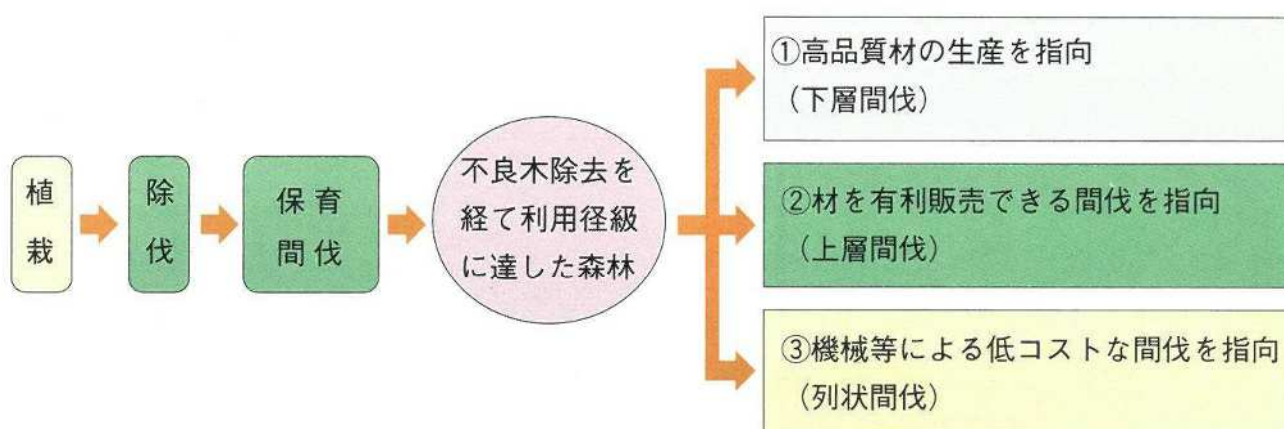 植栽
除伐
保育
間伐
不良木除去を
経て利用径級
に達した森林
①高品質材の生産を指向
（下層間伐）
②材を有利販売できる間伐を指向
（上層間伐）
③機械等による低コストな間伐を指向
（列状間伐）